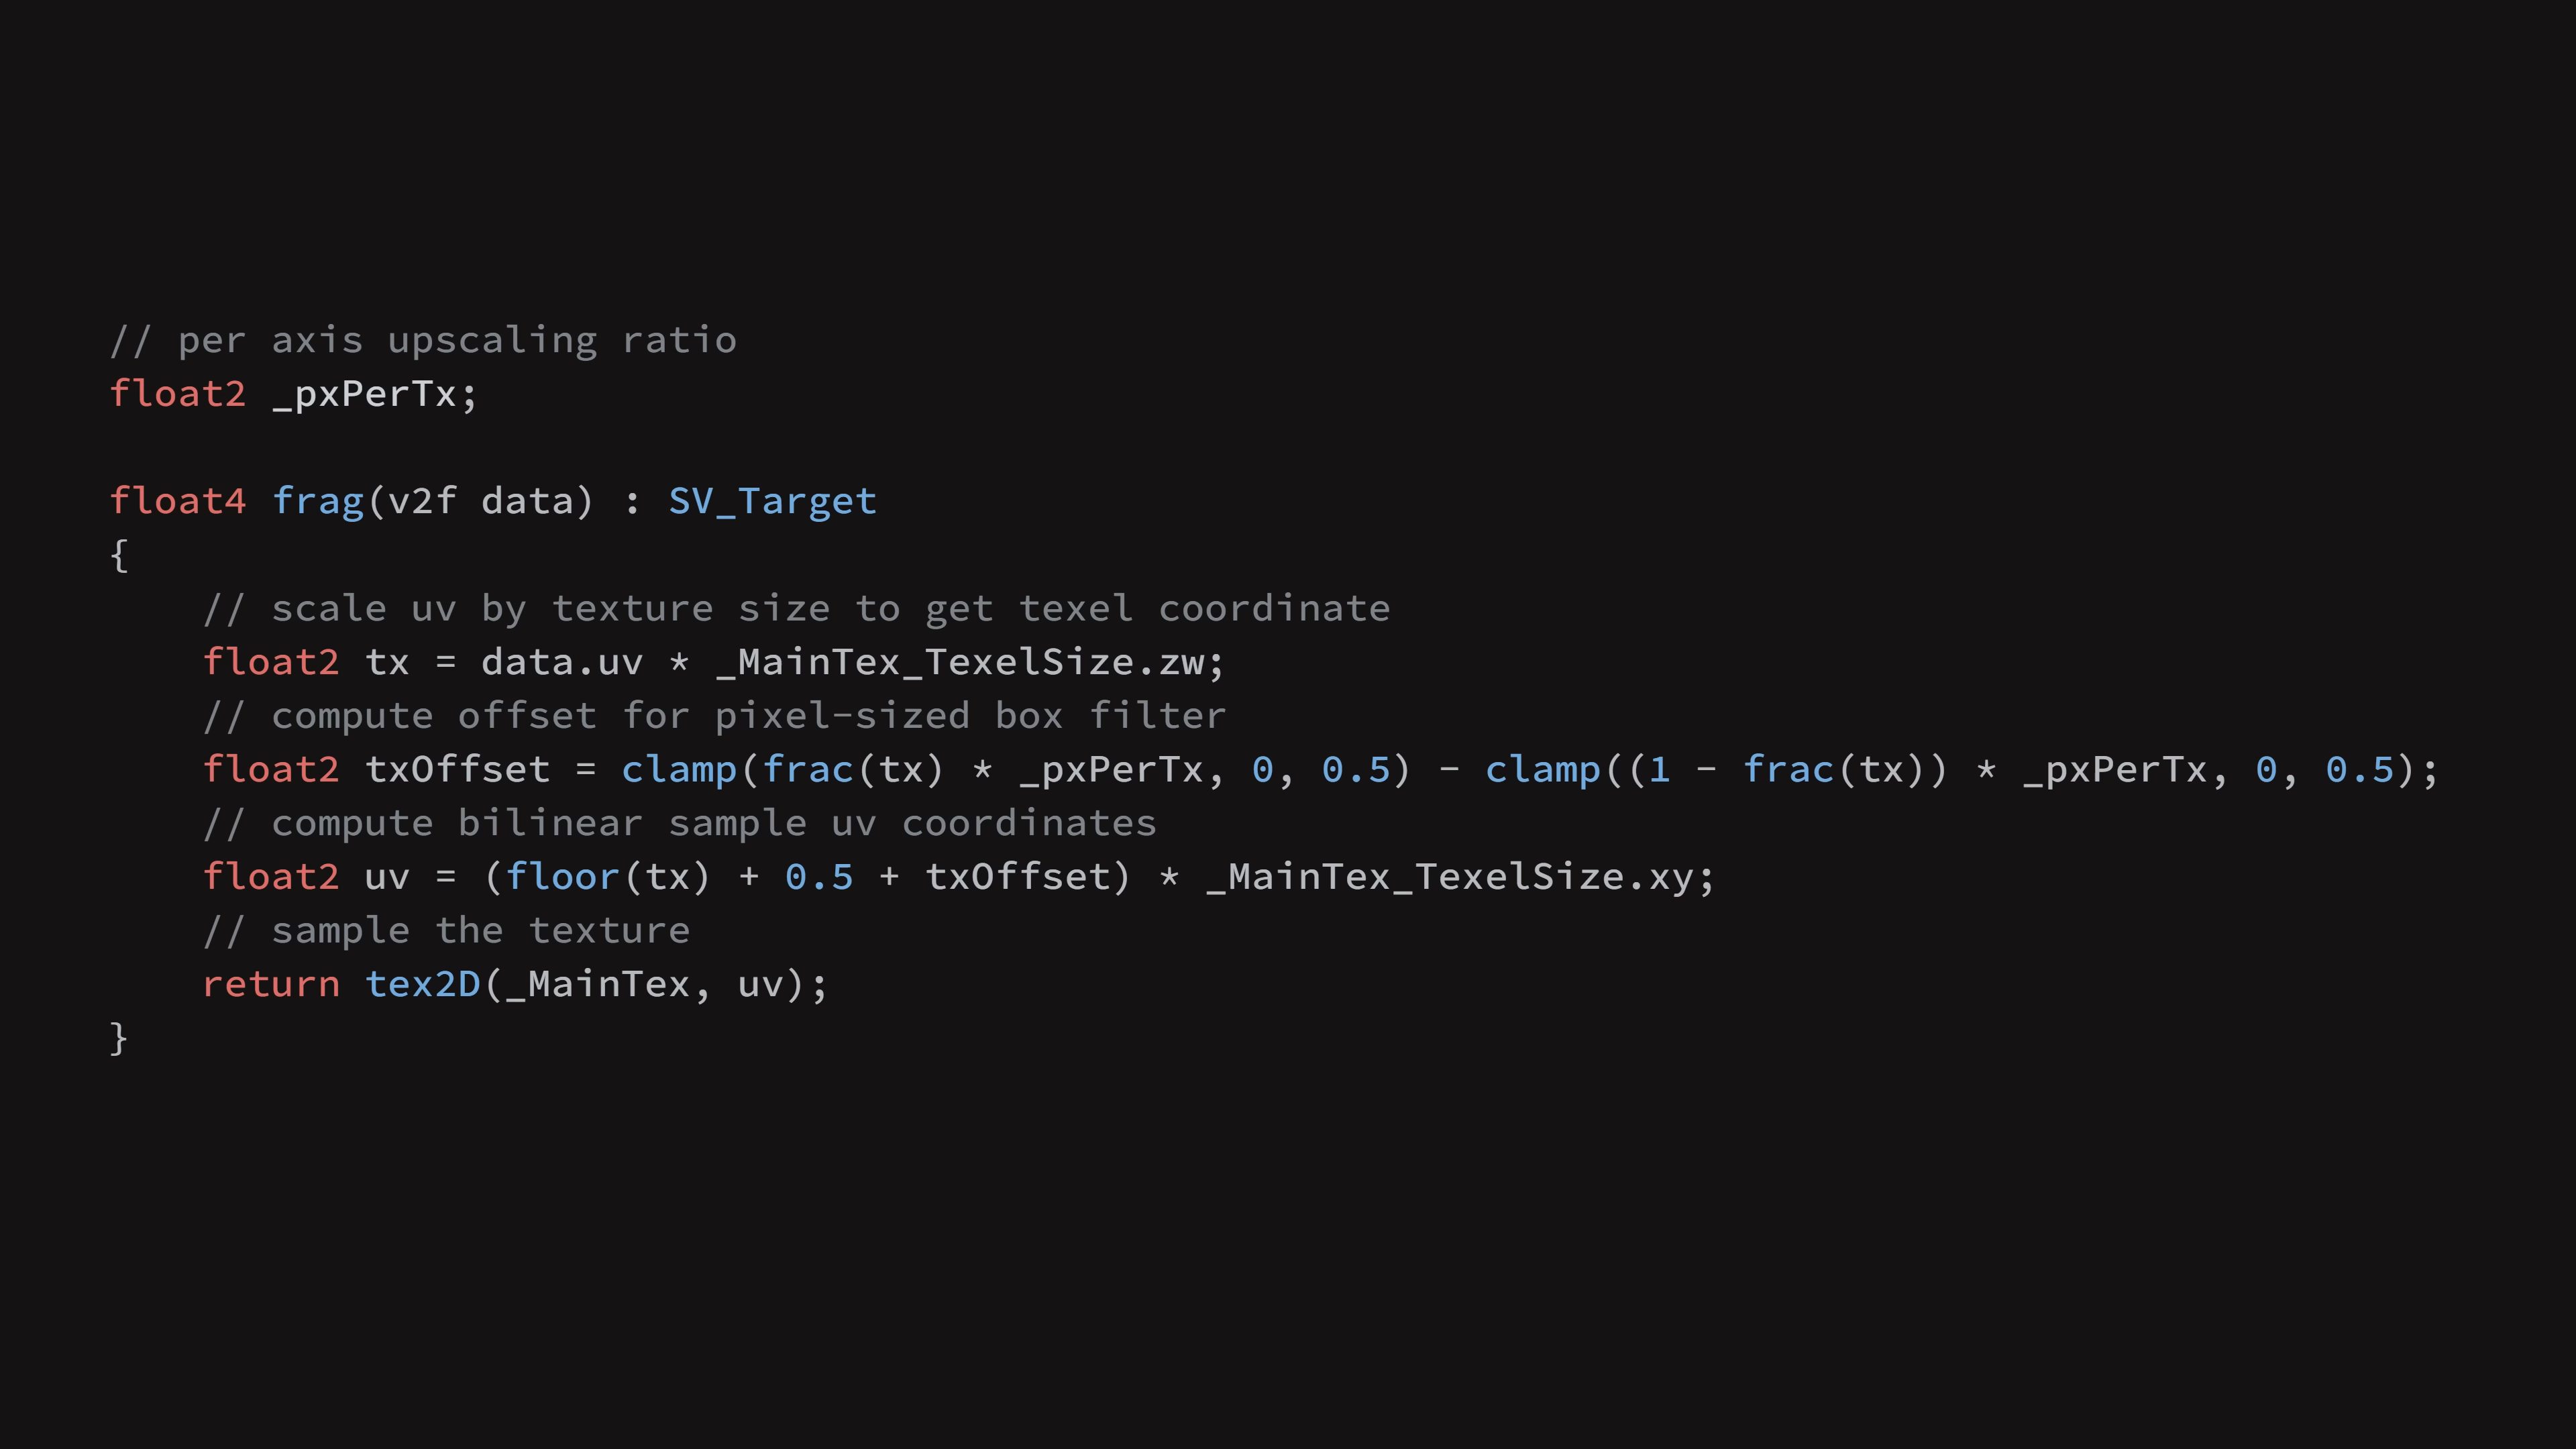 // per axis upscaling ratio
float2 _pxPerTx;
float4 frag(v2f data) : SV_Target
{
// scale uv by texture size to get texel coordinate
float2 tx = data.uv * _MainTex_TexelSize.zw;
// compute offset for pixel-sized box filter
float2 txOffset = clamp(frac(tx) * _pxPerTx, 0, 0.5) - clamp((1 - frac(tx)) * _pxPerTx, 0, 0.5);
// compute bilinear sample uv coordinates
float2 uv = (floor(tx) + 0.5 + txOffset) * _MainTex_TexelSize.xy;
// sample the texture
return tex2D(_MainTex, uv);
}